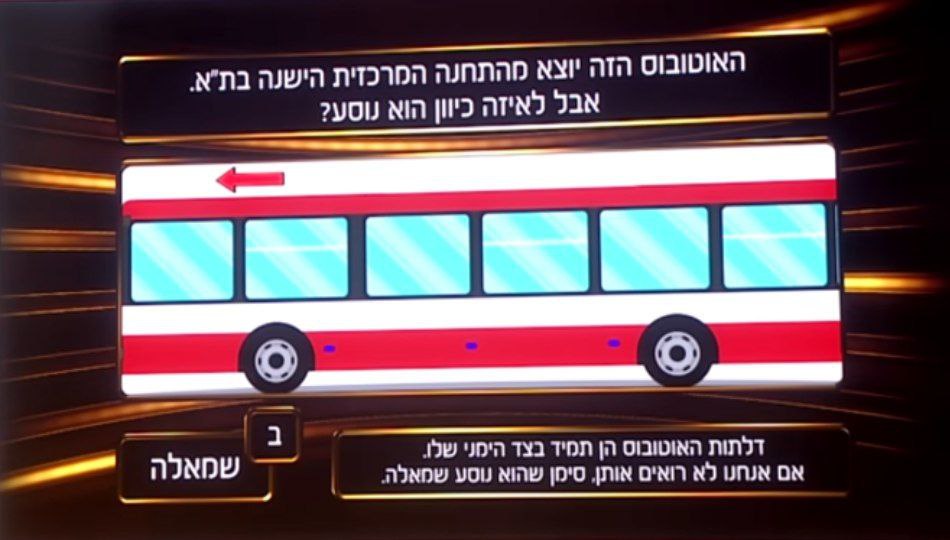 האוטובוס הזה יוצא מהתחנה המרכזית הישנה בת"א.
אבל לאיזה כיוון הוא נוסע?
ב
שמאלה
דלתות האוטובוס הן תמיד בצד הימני שלו.
אם אנחנו לא רואים אותן, סימן שהוא נוסע שמאלה.